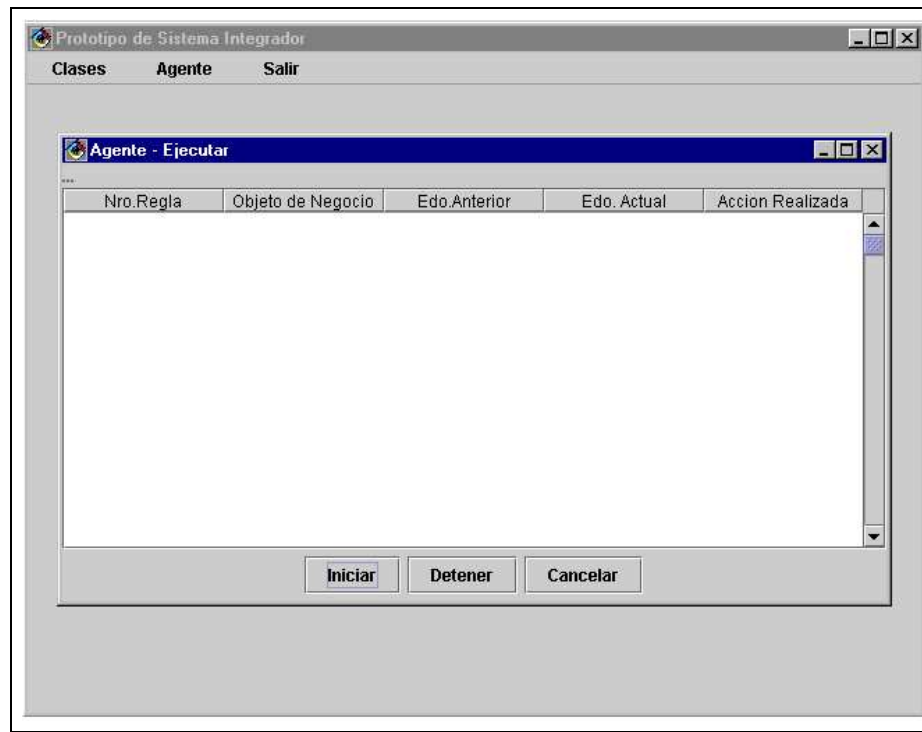 Prototipo de Sistema Integrador
Clases Agente Salir
Agente - Ejecutar
...
Nro.Regla Objeto de Negocio Edo.Anterior Edo. Actual Accion Realizada
Iniciar Detener Cancelar